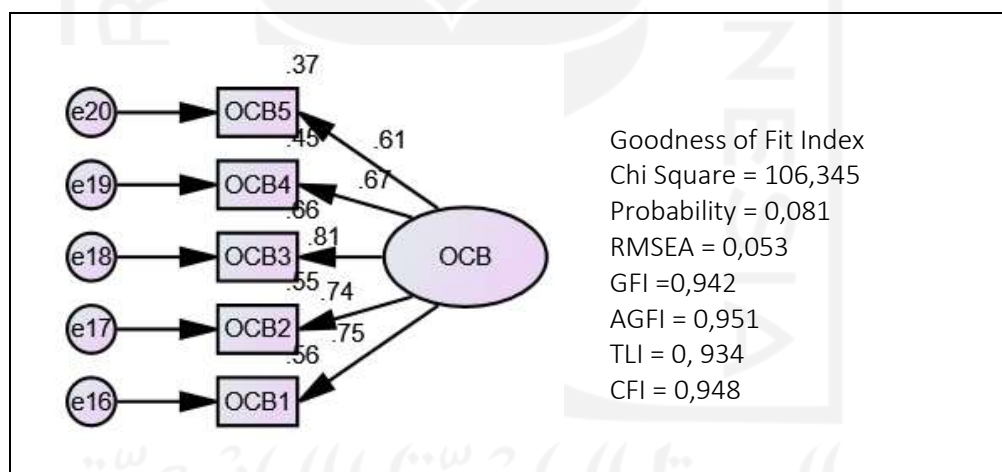 .37
e20 OCB5 .61
.45
e19 OCB4 .67
.66
e18 OCB3 .81 OCB
.55
e17 OCB2 .74
.56
e16 OCB1 .75
Goodness of Fit Index
Chi Square = 106,345
Probability = 0,081
RMSEA = 0,053
GFI =0,942
AGFI = 0,951
TLI = 0, 934
CFI = 0,948